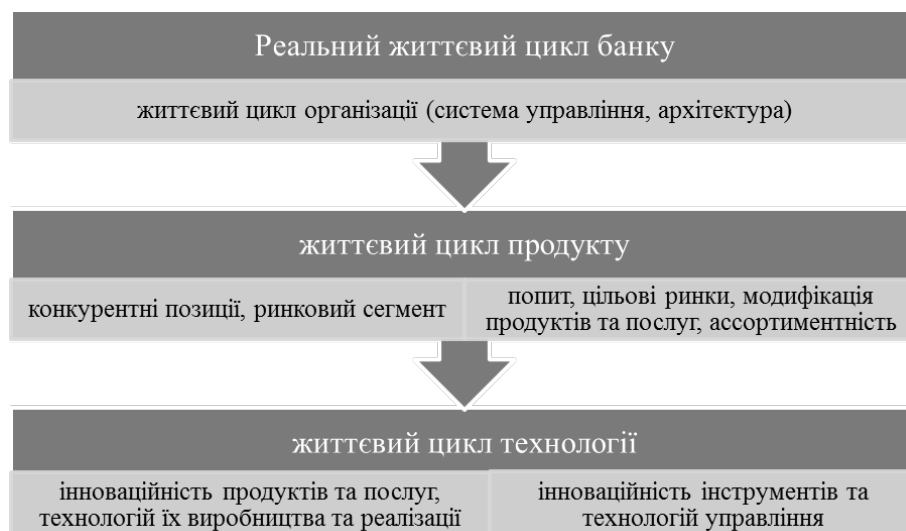 Реальний життєвий цикл банку
життєвий цикл організації (система управління, архітектура)
життєвий цикл продукту
конкурентні позиції, ринковий сегмент
попит, цільові ринки, модифікація
продуктів та послуг, ассортиментність
життєвий цикл технології
інноваційність продуктів та послуг,
технологій їх виробництва та реалізації
інноваційність інструментів та
технологій управління